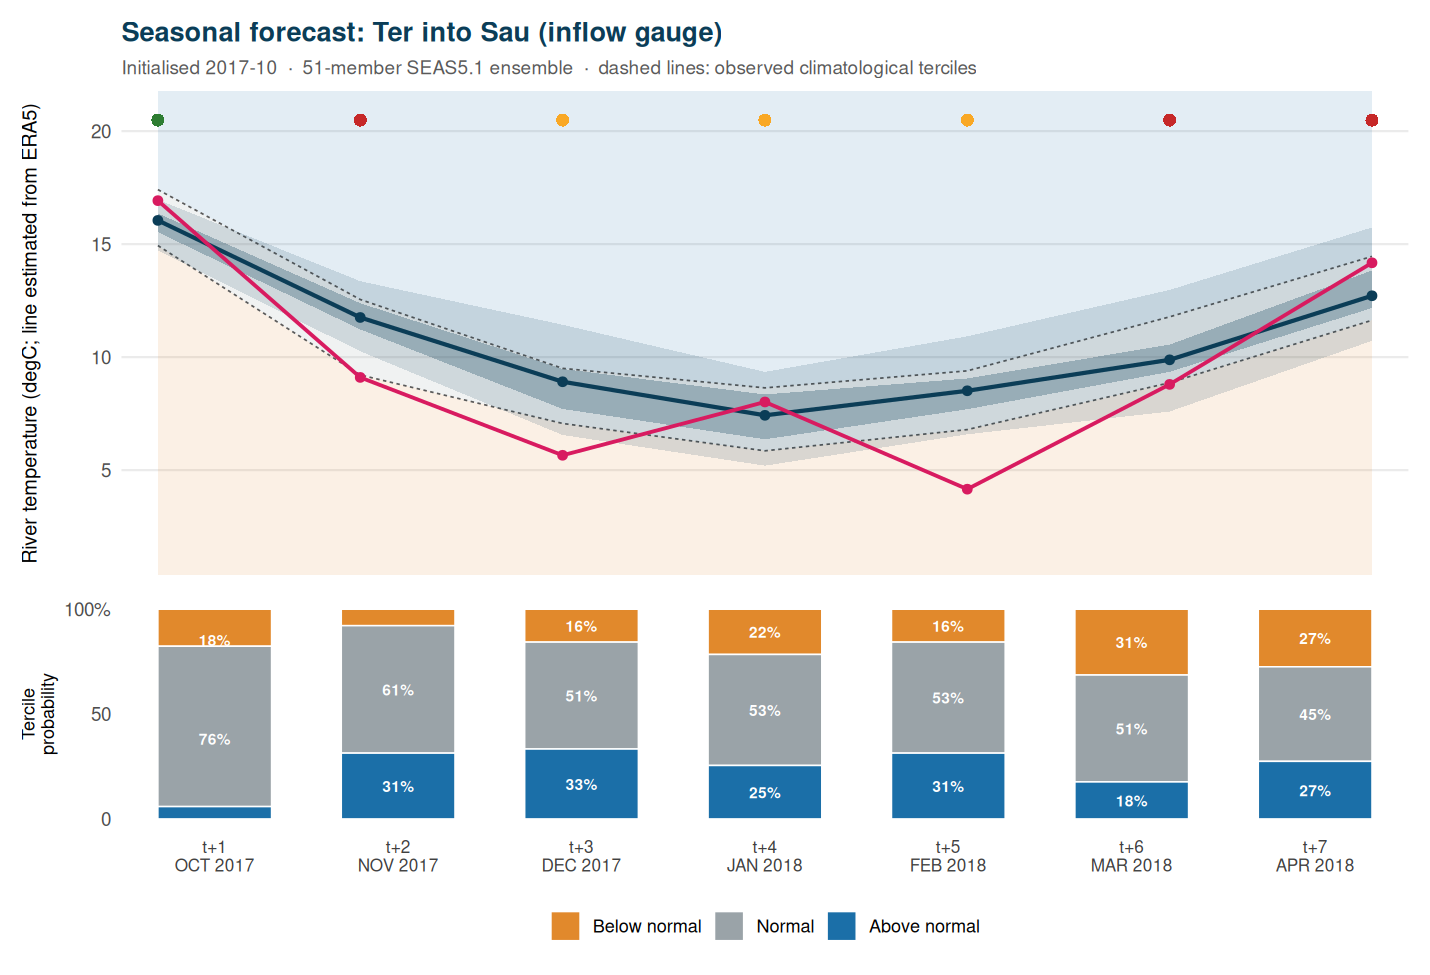 Seasonal forecast: Ter into Sau (inflow gauge)
Initialised 2017-10 · 51-member SEAS5.1 ensemble · dashed lines: observed climatological terciles
River temperature (degC; line estimated from ERA5)
20
15
10
5
Tercile
probability
100%
50
0
18%
76%
61%
31%
16%
51%
33%
22%
53%
25%
16%
53%
31%
31%
51%
18%
27%
45%
27%
t+1
OCT 2017
t+2
NOV 2017
t+3
DEC 2017
t+4
JAN 2018
t+5
FEB 2018
t+6
MAR 2018
t+7
APR 2018
Below normal
Normal
Above normal